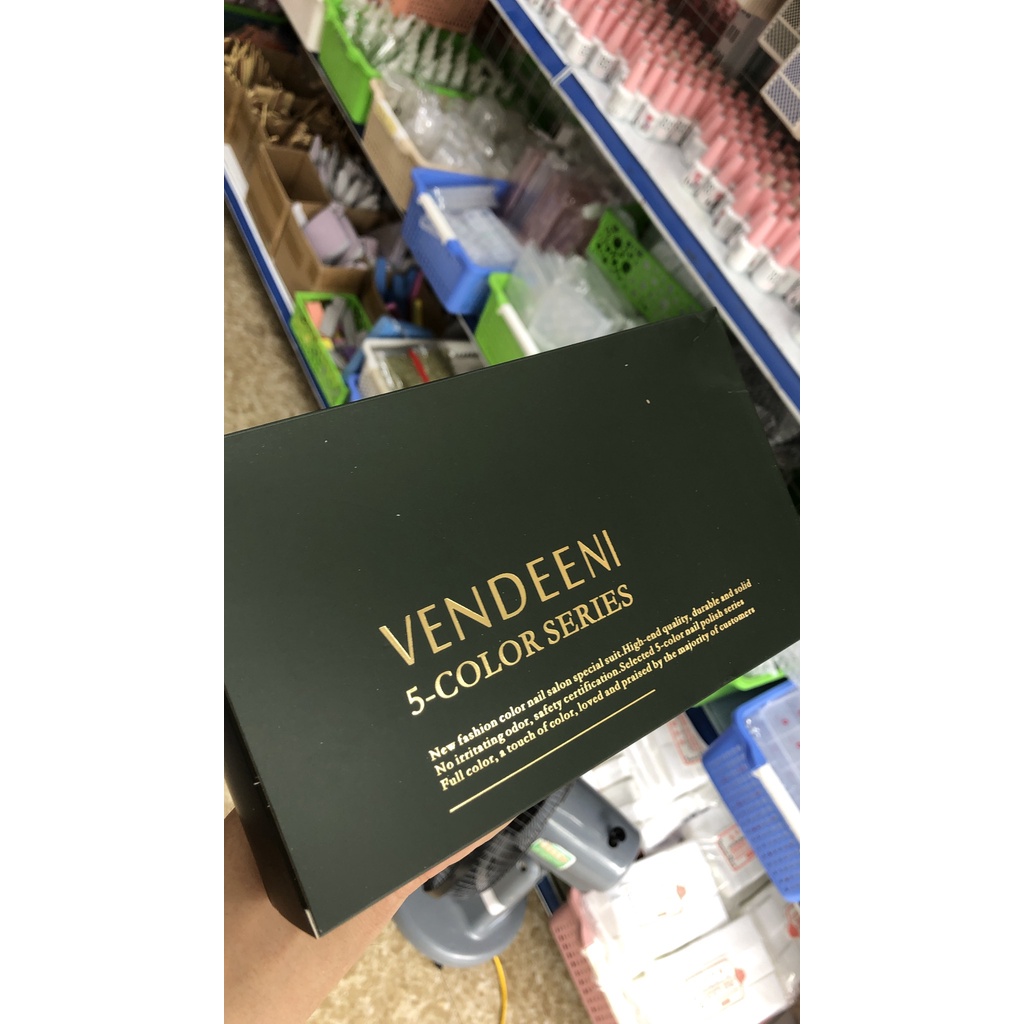 VENDEENI
5-COLOR SERIES
New fashion color nail salon special suit.High-end quality, durable and solid
No irritating odor, safety certification.Selected 5-color nail polish series
Full color, a touch of color, loved and praised by the majority of customers